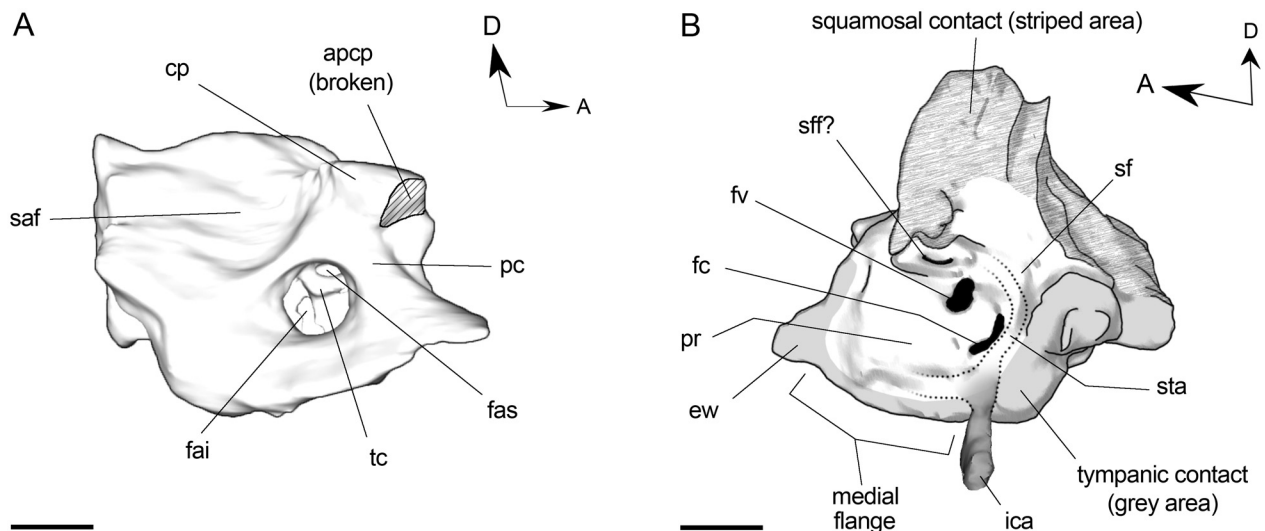 A
D
A
cp
apcp
(broken)
saf
pc
fai
tc
fas
B
squamosal contact (striped area)
D
A
sff?
fv
sf
fc
pr
ew
sta
medial
flange
ica
tympanic contact
(grey area)